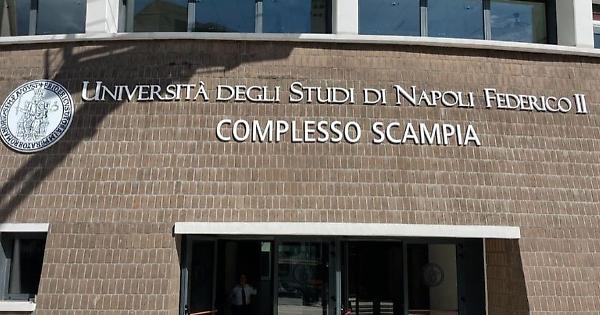 UNIVERSITÀ DEGLI STUDI DI NAPOLI FEDERICO II
COMPLESSO SCAMPIA